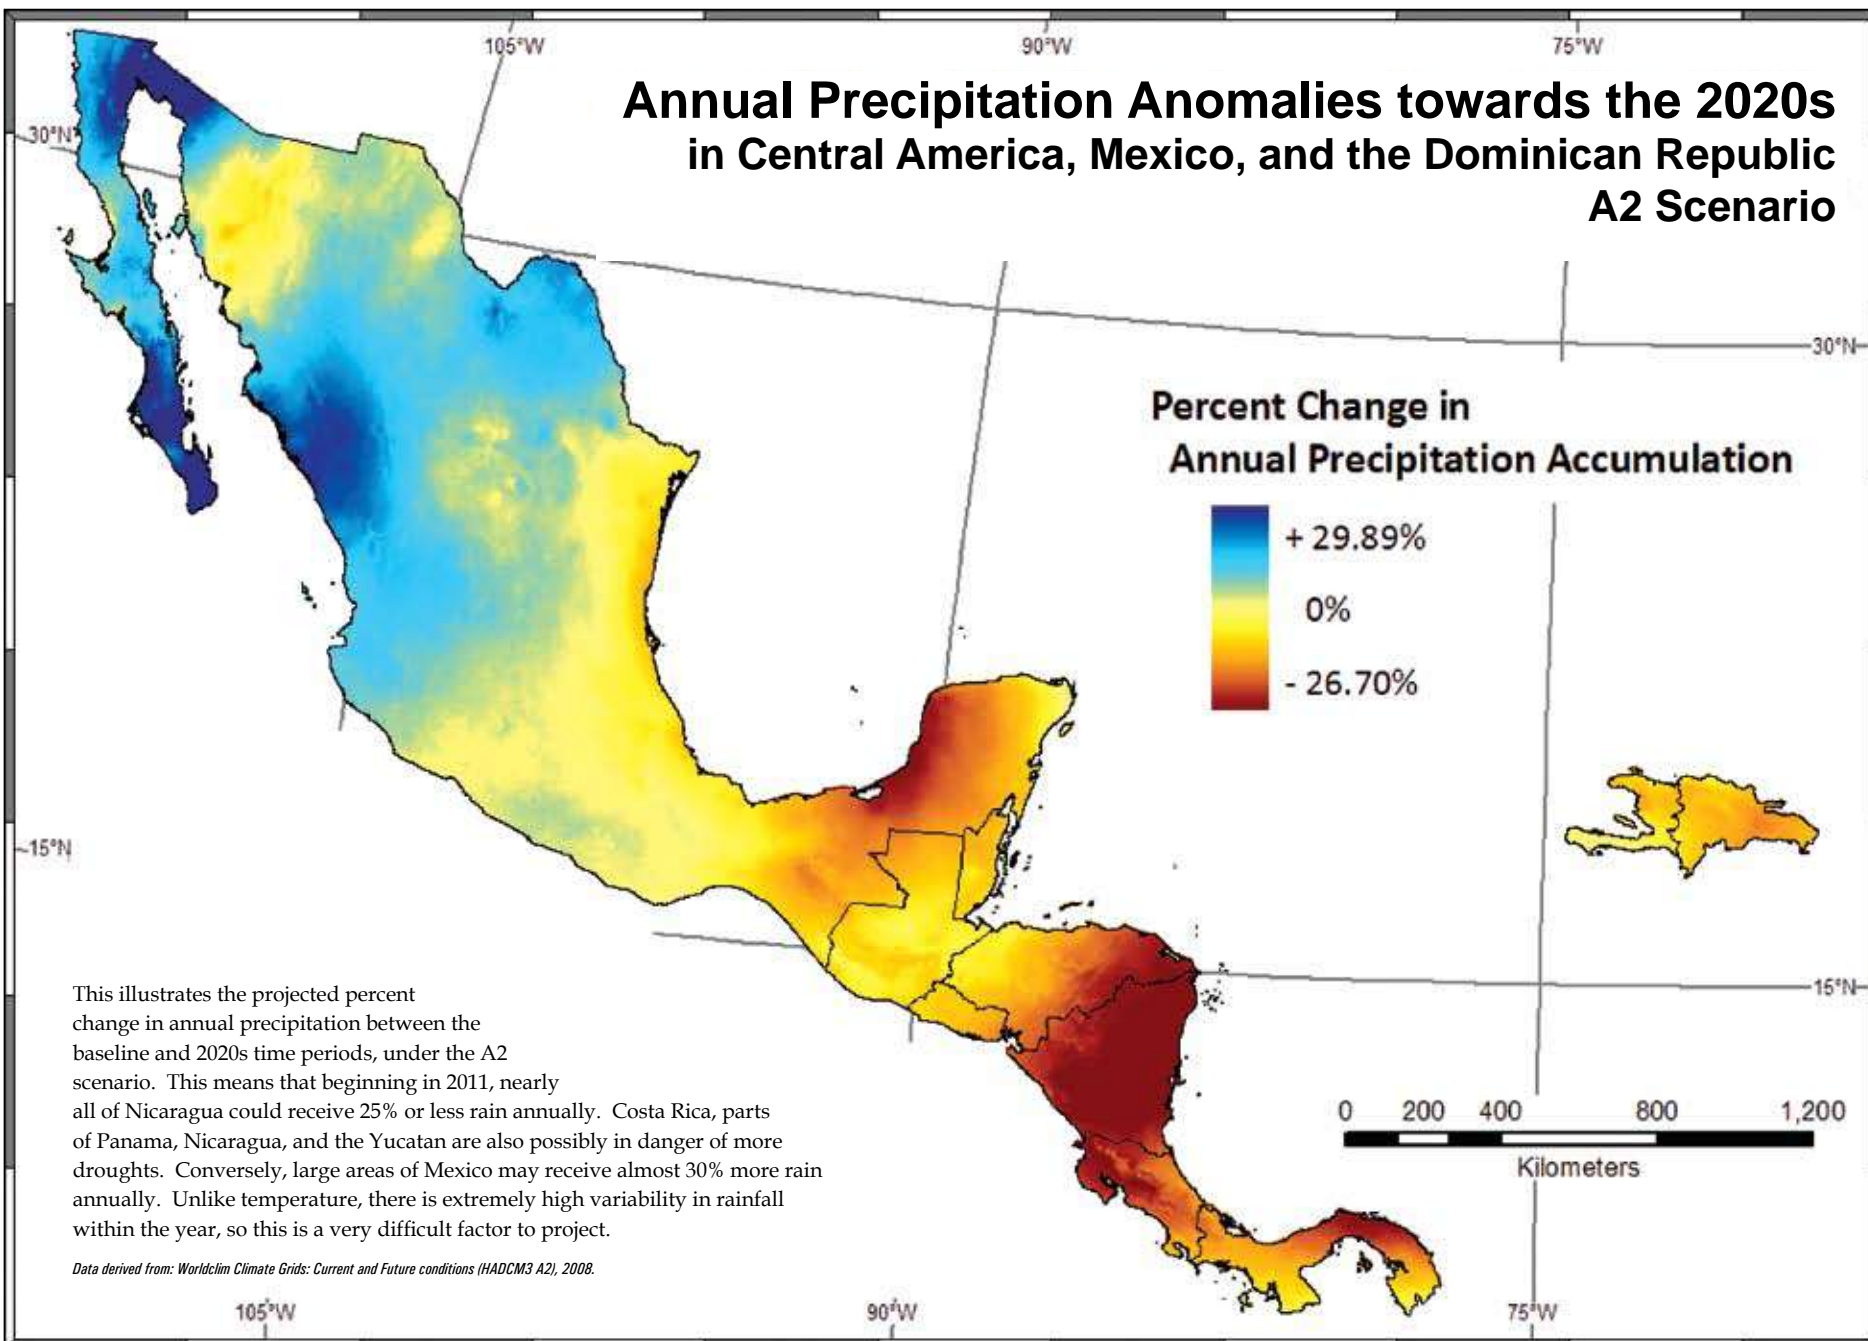 105°W
90°W
75°W
Annual Precipitation Anomalies towards the 2020s
in Central America, Mexico, and the Dominican Republic
A2 Scenario
30°N
30°N
Percent Change in
Annual Precipitation Accumulation
+ 29.89%
0%
- 26.70%
15°N
15°N
This illustrates the projected percent
change in annual precipitation between the
baseline and 2020s time periods, under the A2
scenario. This means that beginning in 2011, nearly
all of Nicaragua could receive 25% or less rain annually. Costa Rica, parts
of Panama, Nicaragua, and the Yucatan are also possibly in danger of more
droughts. Conversely, large areas of Mexico may receive almost 30% more rain
annually. Unlike temperature, there is extremely high variability in rainfall
within the year, so this is a very difficult factor to project.
Data derived from: Worldclim Climate Grids: Current and Future conditions (HADCM3 A2), 2008.
0 200 400 800 1,200
Kilometers
105°W
90°W
75°W